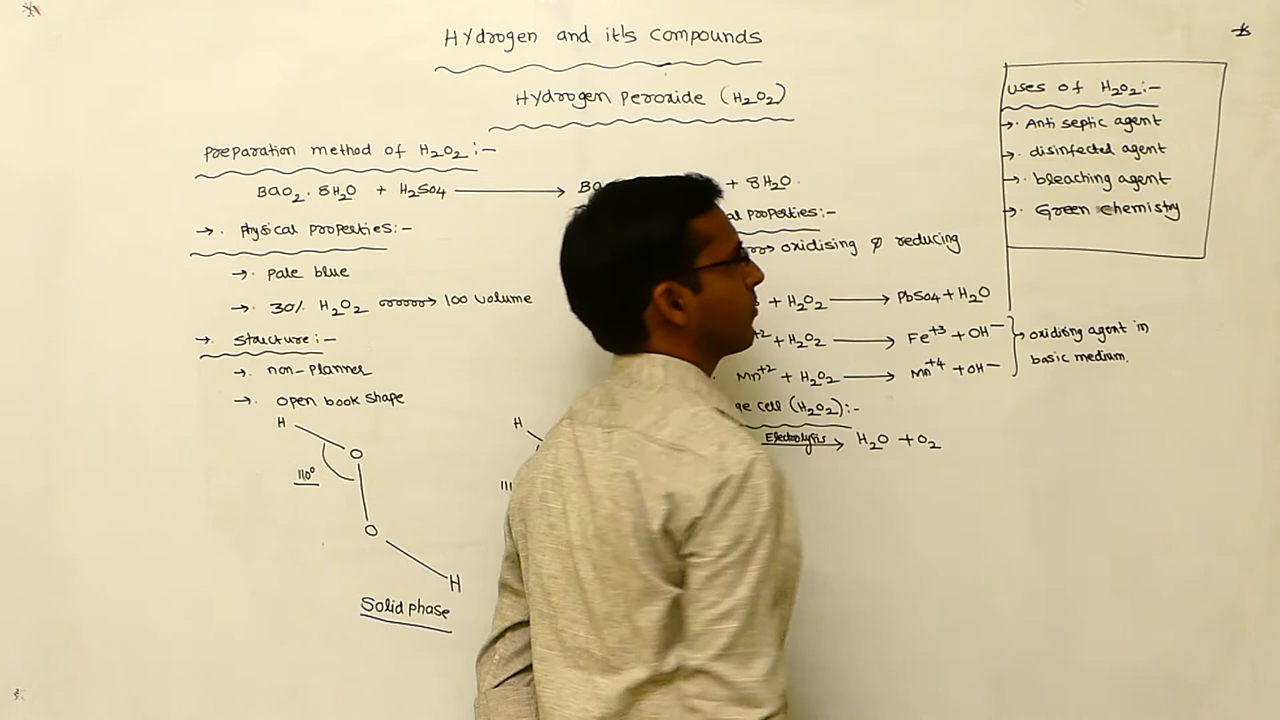 Hydrogen and it's compounds
Hydrogen peroxide (H2O2)
preparation method of H2O2:-
BaO2 . 8H2O + H2SO4 → Ba + 8H2O.
→. Physical properties:-
→. pale blue
→. 30% H2O2 → 100 volume
→. structure:-
→. non-planner
→. open book shape
H
O
110°
O
H
Solid phase
H
111
al properties:-
→ oxidising & reducing
+ H2O2 → PbSO4 + H2O
+2 + H2O2 → Fe+3 + OH-
Mn+2 + H2O2 → Mn+4 + OH-
} oxidising agent in
basic medium.
ge cell (H2O2):-
Electrolysis → H2O + O2
uses of H2O2:-
→. Anti septic agent
→. disinfected agent
→. bleaching agent
→. Green chemistry